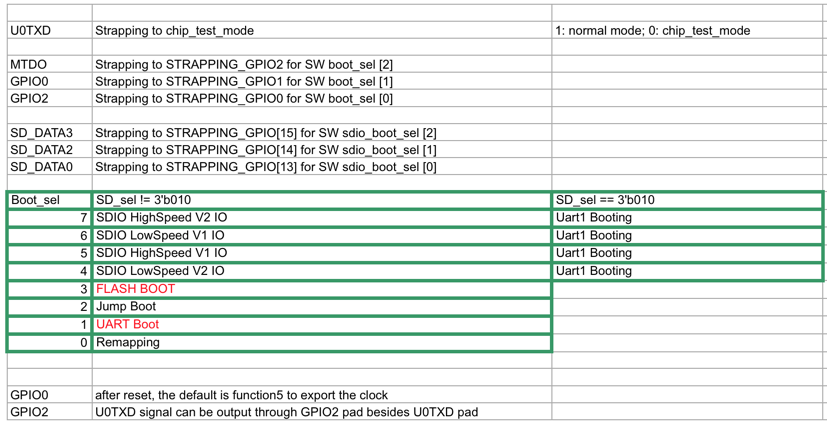 U0TXD Strapping to chip_test_mode 1: normal mode; 0: chip_test_mode
MTDO Strapping to STRAPPING_GPIO2 for SW boot_sel [2]
GPIO0 Strapping to STRAPPING_GPIO1 for SW boot_sel [1]
GPIO2 Strapping to STRAPPING_GPIO0 for SW boot_sel [0]
SD_DATA3 Strapping to STRAPPING_GPIO[15] for SW sdio_boot_sel [2]
SD_DATA2 Strapping to STRAPPING_GPIO[14] for SW sdio_boot_sel [1]
SD_DATA0 Strapping to STRAPPING_GPIO[13] for SW sdio_boot_sel [0]
Boot_sel SD_sel != 3'b010 SD_sel == 3'b010
7 SDIO HighSpeed V2 IO Uart1 Booting
6 SDIO LowSpeed V1 IO Uart1 Booting
5 SDIO HighSpeed V1 IO Uart1 Booting
4 SDIO LowSpeed V2 IO Uart1 Booting
3 FLASH BOOT
2 Jump Boot
1 UART Boot
0 Remapping
GPIO0 after reset, the default is function5 to export the clock
GPIO2 U0TXD signal can be output through GPIO2 pad besides U0TXD pad